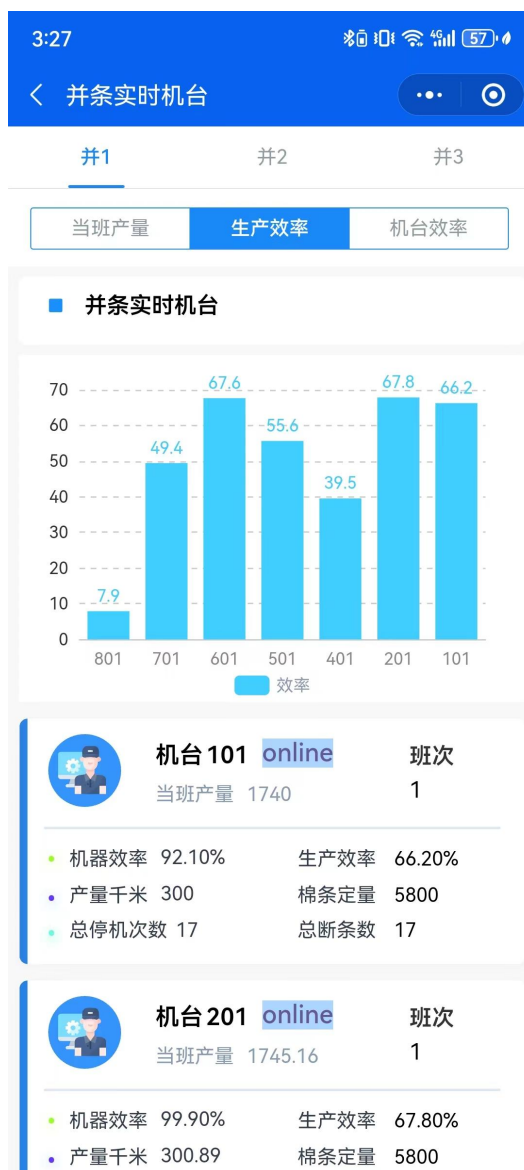 3:27 4G 57
并条实时机台
并1 并2 并3
当班产量 生产效率 机台效率
并条实时机台
70
60
50
40
30
20
10
0
7.9 49.4 67.6 55.6 39.5 67.8 66.2
801 701 601 501 401 201 101
效率
机台101 online 班次
当班产量 1740 1
机器效率 92.10% 生产效率 66.20%
产量千米 300 棉条定量 5800
总停机次数 17 总断条数 17
机台201 online 班次
当班产量 1745.16 1
机器效率 99.90% 生产效率 67.80%
产量千米 300.89 棉条定量 5800